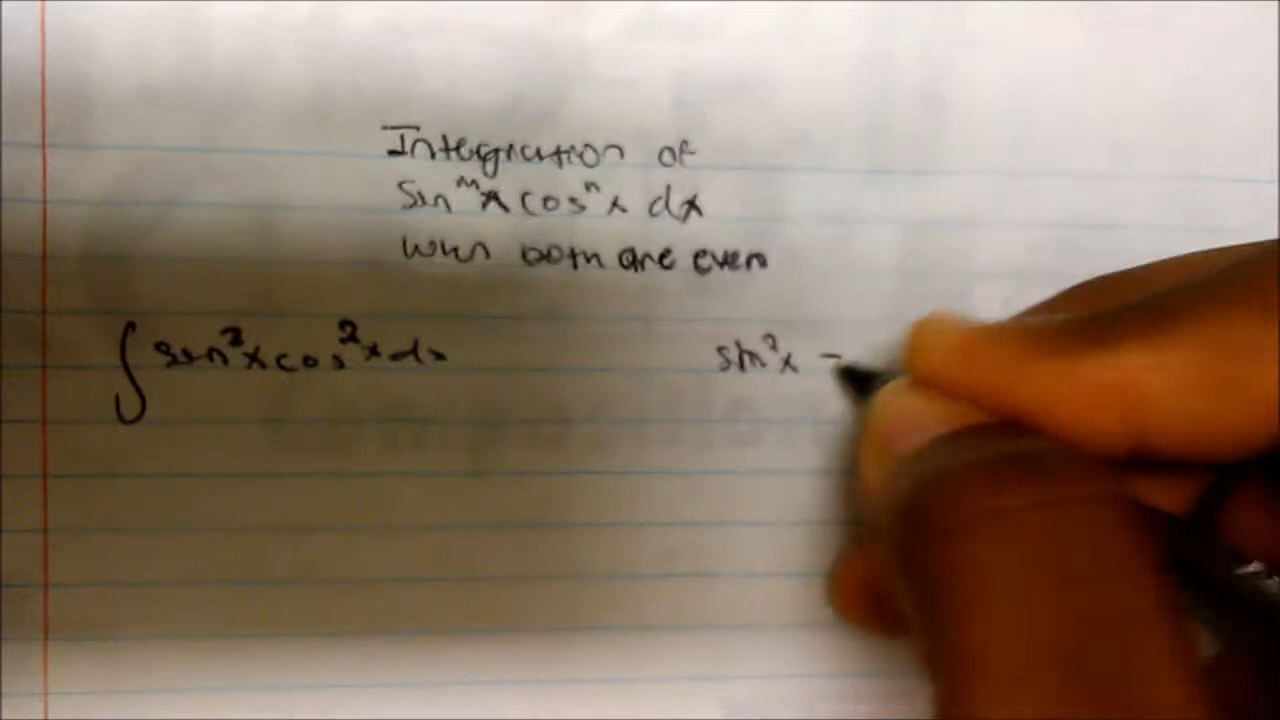 Integration of
sin^m x cos^n x dx
when both are even
∫ sin²x cos²x dx
sin²x =